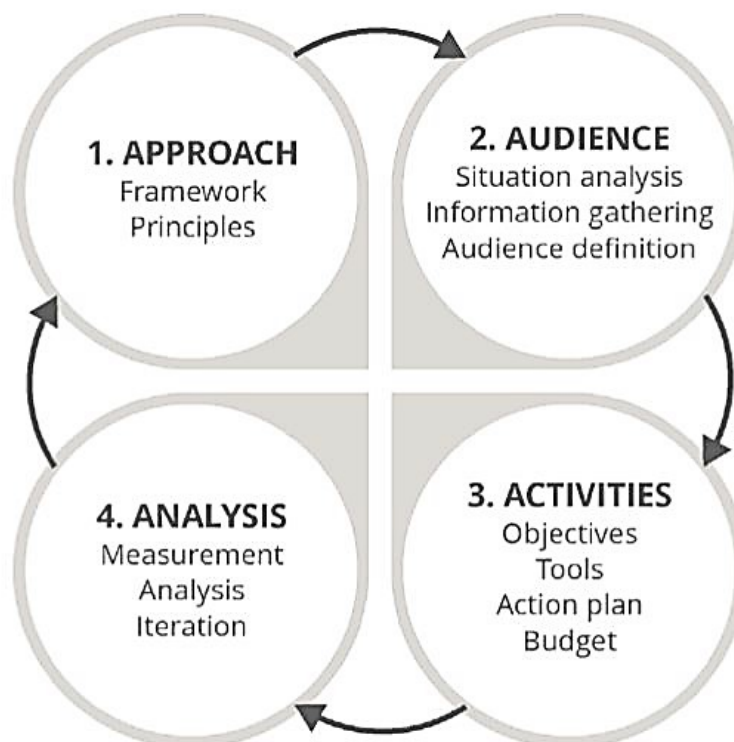 1. APPROACH
Framework
Principles
2. AUDIENCE
Situation analysis
Information gathering
Audience definition
3. ACTIVITIES
Objectives
Tools
Action plan
Budget
4. ANALYSIS
Measurement
Analysis
Iteration